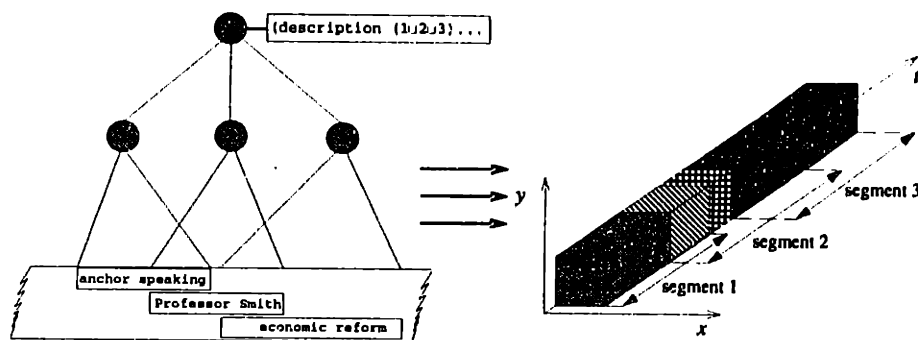 (description (1∪2∪3)...
anchor speaking
Professor Smith
economic reform
y
x
t
segment 1
segment 2
segment 3